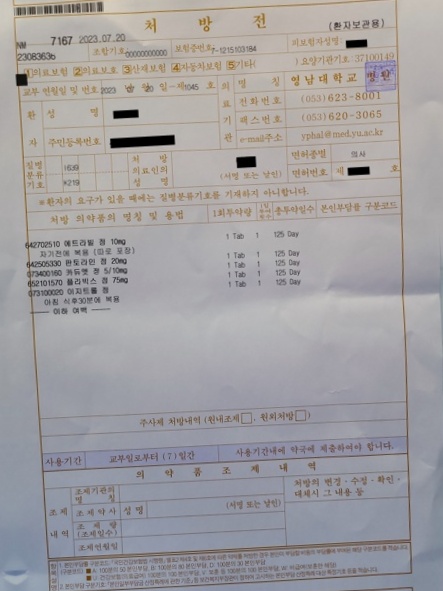 처방전
(환자보관용)
7167 2023.07.20
2308363b 조합기호 00000000000 보험증번호 7-1215103184 피보험자성명
1의료보험 2의료보호 3산재보험 4자동차보험 5기타( ) 요양기관기호: 37100149
교부 연월일 및 번호 2023 년 07월 20일 - 제1045 호 의료기관 명칭 영남대학교 병원
환자 성명 전화번호 (053)623-8001
팩스번호 (053)620-3065
주민등록번호 e-mail주소 yphal@med.yu.ac.kr
질병분류기호 I639 K219 처방의료인의 성명 (서명 또는 날인) 면허종별 의사
면허번호 제 호
※환자의 요구가 있을 때에는 질병분류기호를 기재하지 아니합니다.
처방 의약품의 명칭 및 용법 1회투약량 1일투여횟수 총투약일수 본인부담률 구분코드
642702510 에트라빌 정 10mg 1 Tab 1 125 Day
자기전에 복용 (따로 포장)
642505330 판토라인 정 20mg 1 Tab 1 125 Day
073400180 카듀엣 정 5/10mg 1 Tab 1 125 Day
652101570 플라빅스 정 75mg 1 Tab 1 125 Day
073100020 이지트롤 정 1 Tab 1 125 Day
아침 식후30분에 복용
---- 이하 여백 ----
주사제 처방내역 (원내조제□, 원외처방□)
사용기간 교부일로부터 (7) 일간 사용기간내에 약국에 제출하여야 합니다.
의약품조제내역
조제내역 조제기관의 명칭 처방의 변경·수정·확인·대체시 그 내용 등
조제약사 성명 (서명 또는 날인)
조제량(조제일수)
조제연월일